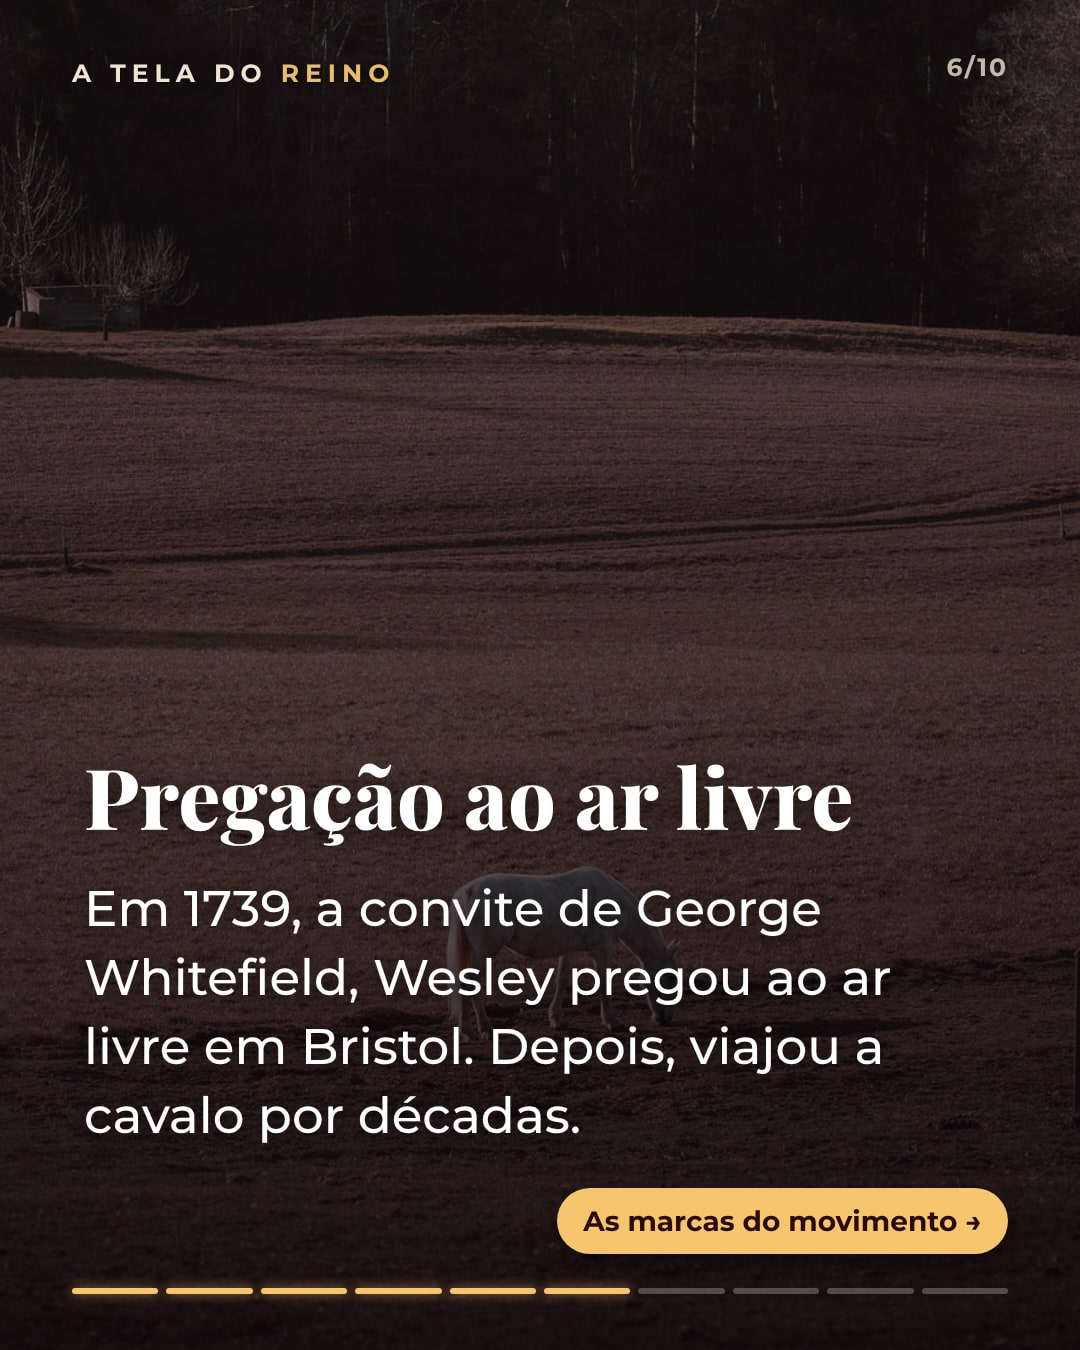 A TELA DO REINO
6/10
Pregação ao ar livre
Em 1739, a convite de George
Whitefield, Wesley pregou ao ar
livre em Bristol. Depois, viajou a
cavalo por décadas.
As marcas do movimento →